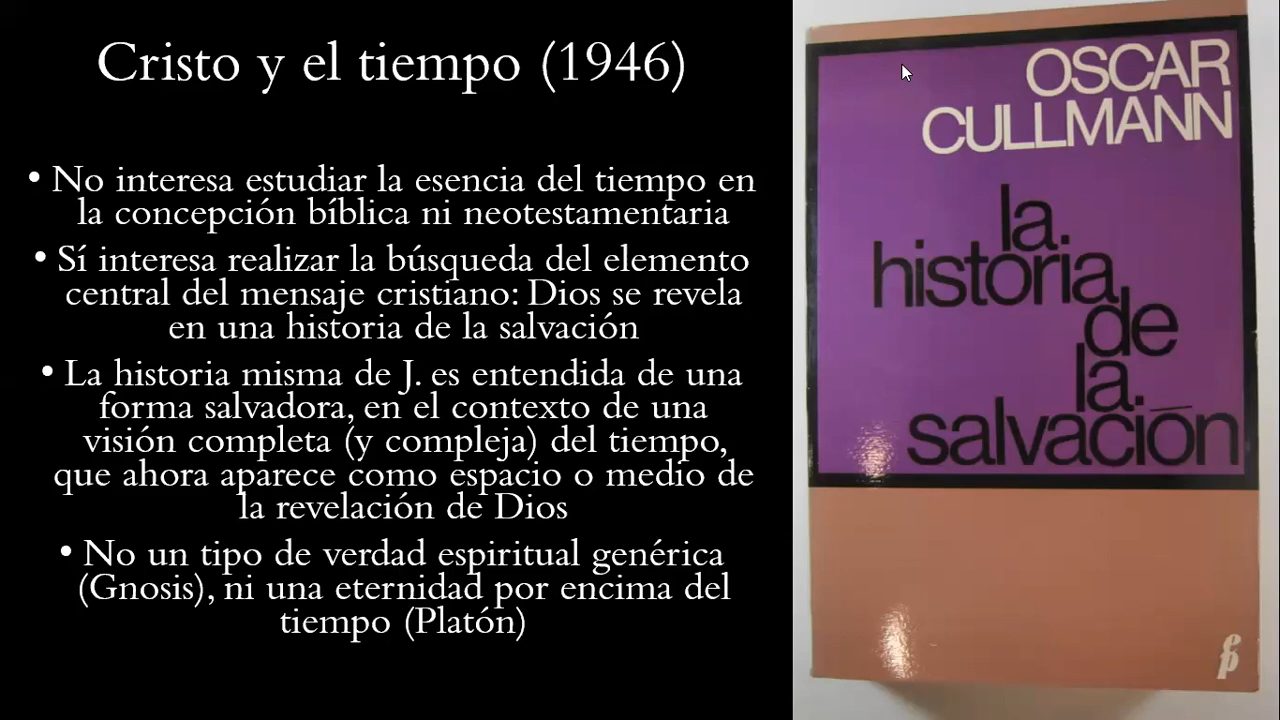 Cristo y el tiempo (1946)
• No interesa estudiar la esencia del tiempo en
la concepción bíblica ni neotestamentaria
• Sí interesa realizar la búsqueda del elemento
central del mensaje cristiano: Dios se revela
en una historia de la salvación
• La historia misma de J. es entendida de una
forma salvadora, en el contexto de una
visión completa (y compleja) del tiempo,
que ahora aparece como espacio o medio de
la revelación de Dios
• No un tipo de verdad espiritual genérica
(Gnosis), ni una eternidad por encima del
tiempo (Platón)
OSCAR
CULLMANN
la
historia
de
la
salvación
ep